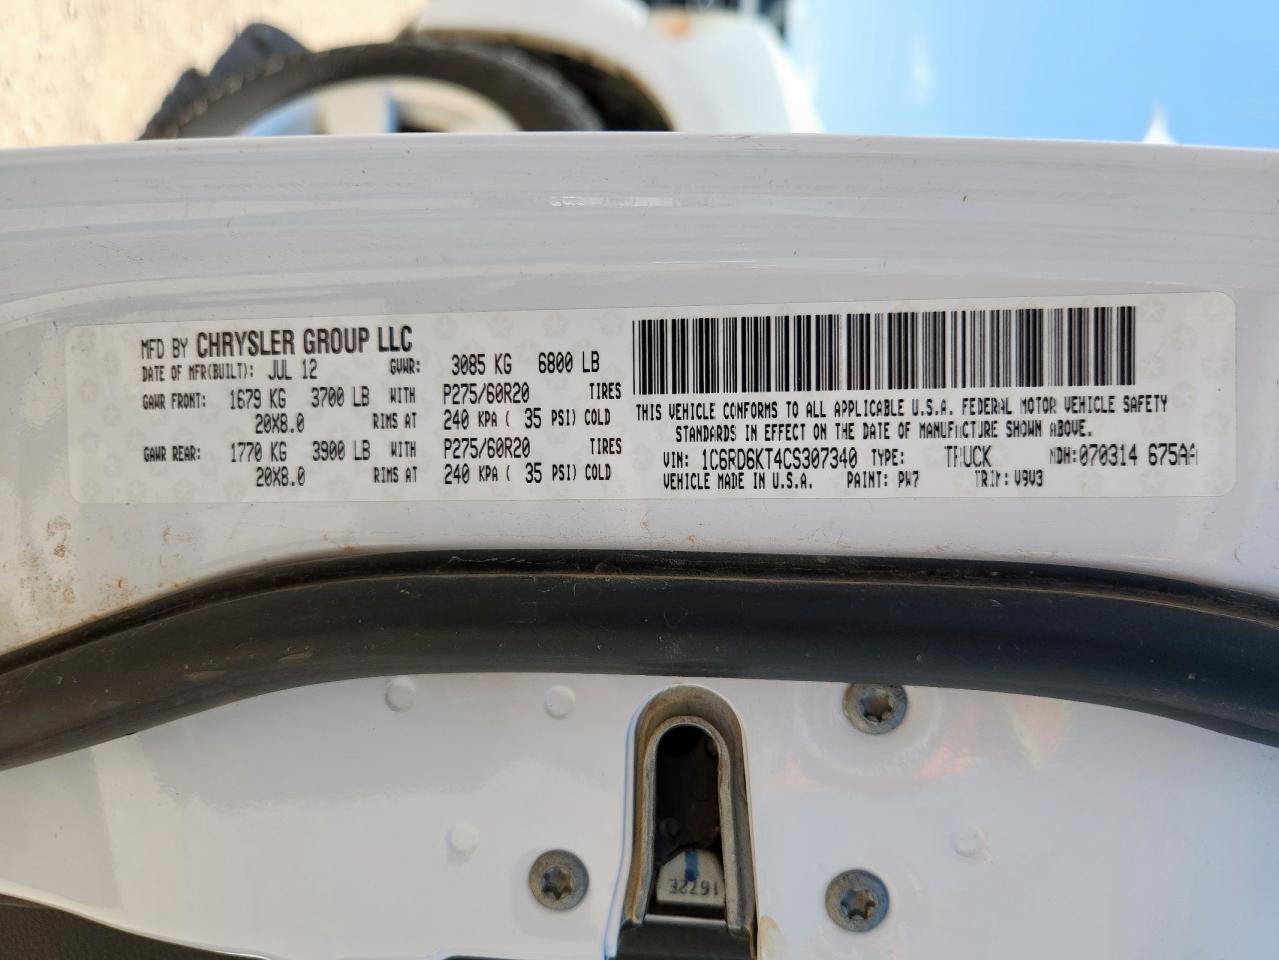 MFD BY CHRYSLER GROUP LLC
DATE OF MFR(BUILT): JUL 12 GVWR: 3085 KG 6800 LB
GAWR FRONT: 1679 KG 3700 LB WITH P275/60R20 TIRES
20X8.0 RIMS AT 240 KPA ( 35 PSI) COLD
GAWR REAR: 1770 KG 3900 LB WITH P275/60R20 TIRES
20X8.0 RIMS AT 240 KPA ( 35 PSI) COLD
THIS VEHICLE CONFORMS TO ALL APPLICABLE U.S.A. FEDERAL MOTOR VEHICLE SAFETY
STANDARDS IN EFFECT ON THE DATE OF MANUFACTURE SHOWN ABOVE.
VIN: 1C6RD6KT4CS307340 TYPE: TRUCK MDH: 070314 675AA
VEHICLE MADE IN U.S.A. PAINT: PW7 TRIM: V9V3
16722E